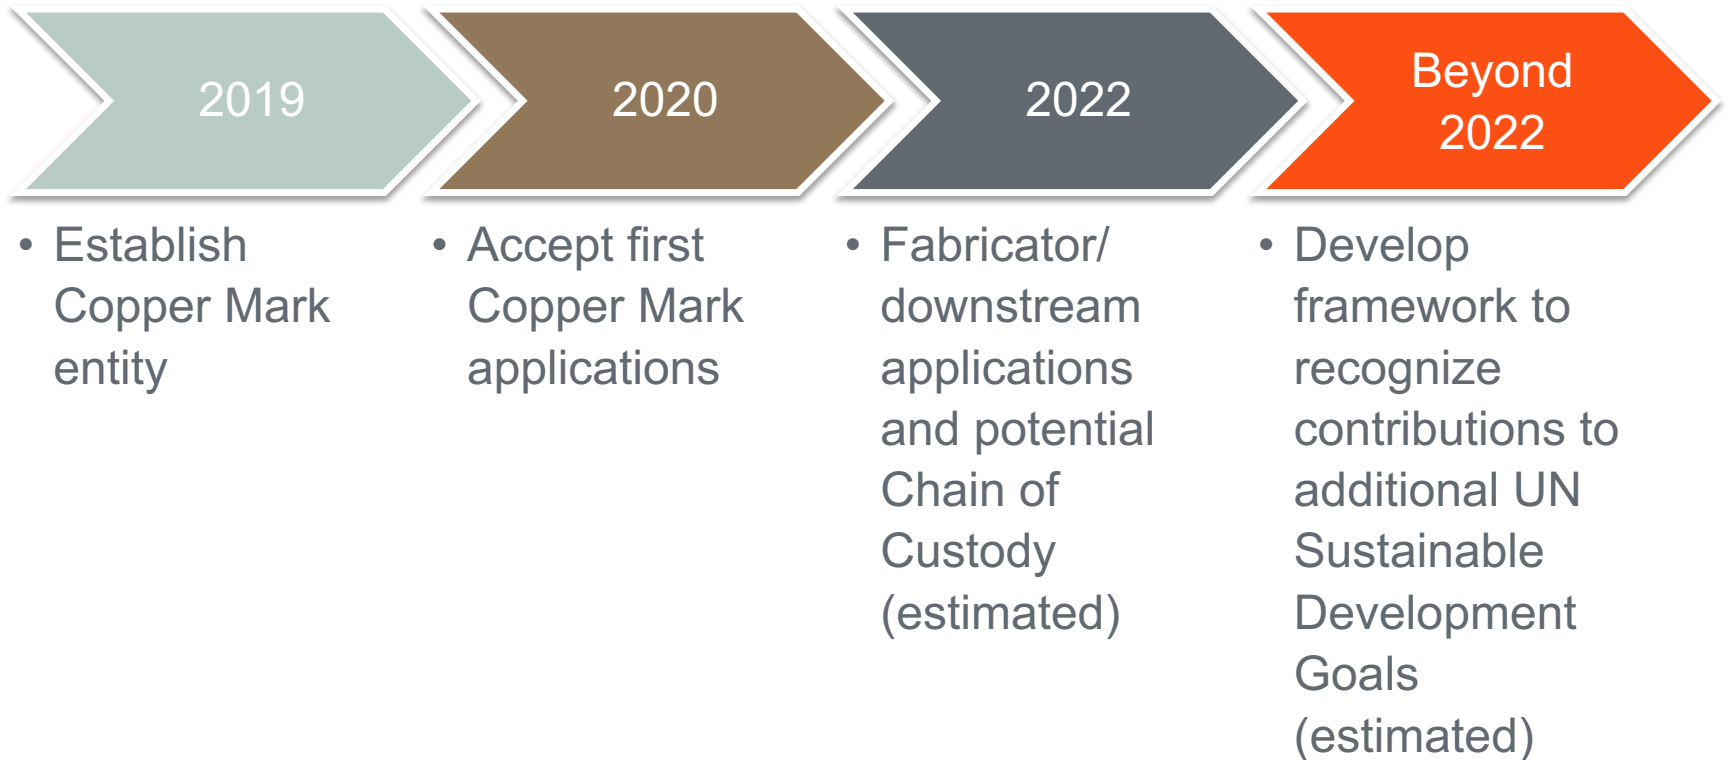 2019
2020
2022
Beyond
2022
• Establish
Copper Mark
entity
• Accept first
Copper Mark
applications
• Fabricator/
downstream
applications
and potential
Chain of
Custody
(estimated)
• Develop
framework to
recognize
contributions to
additional UN
Sustainable
Development
Goals
(estimated)